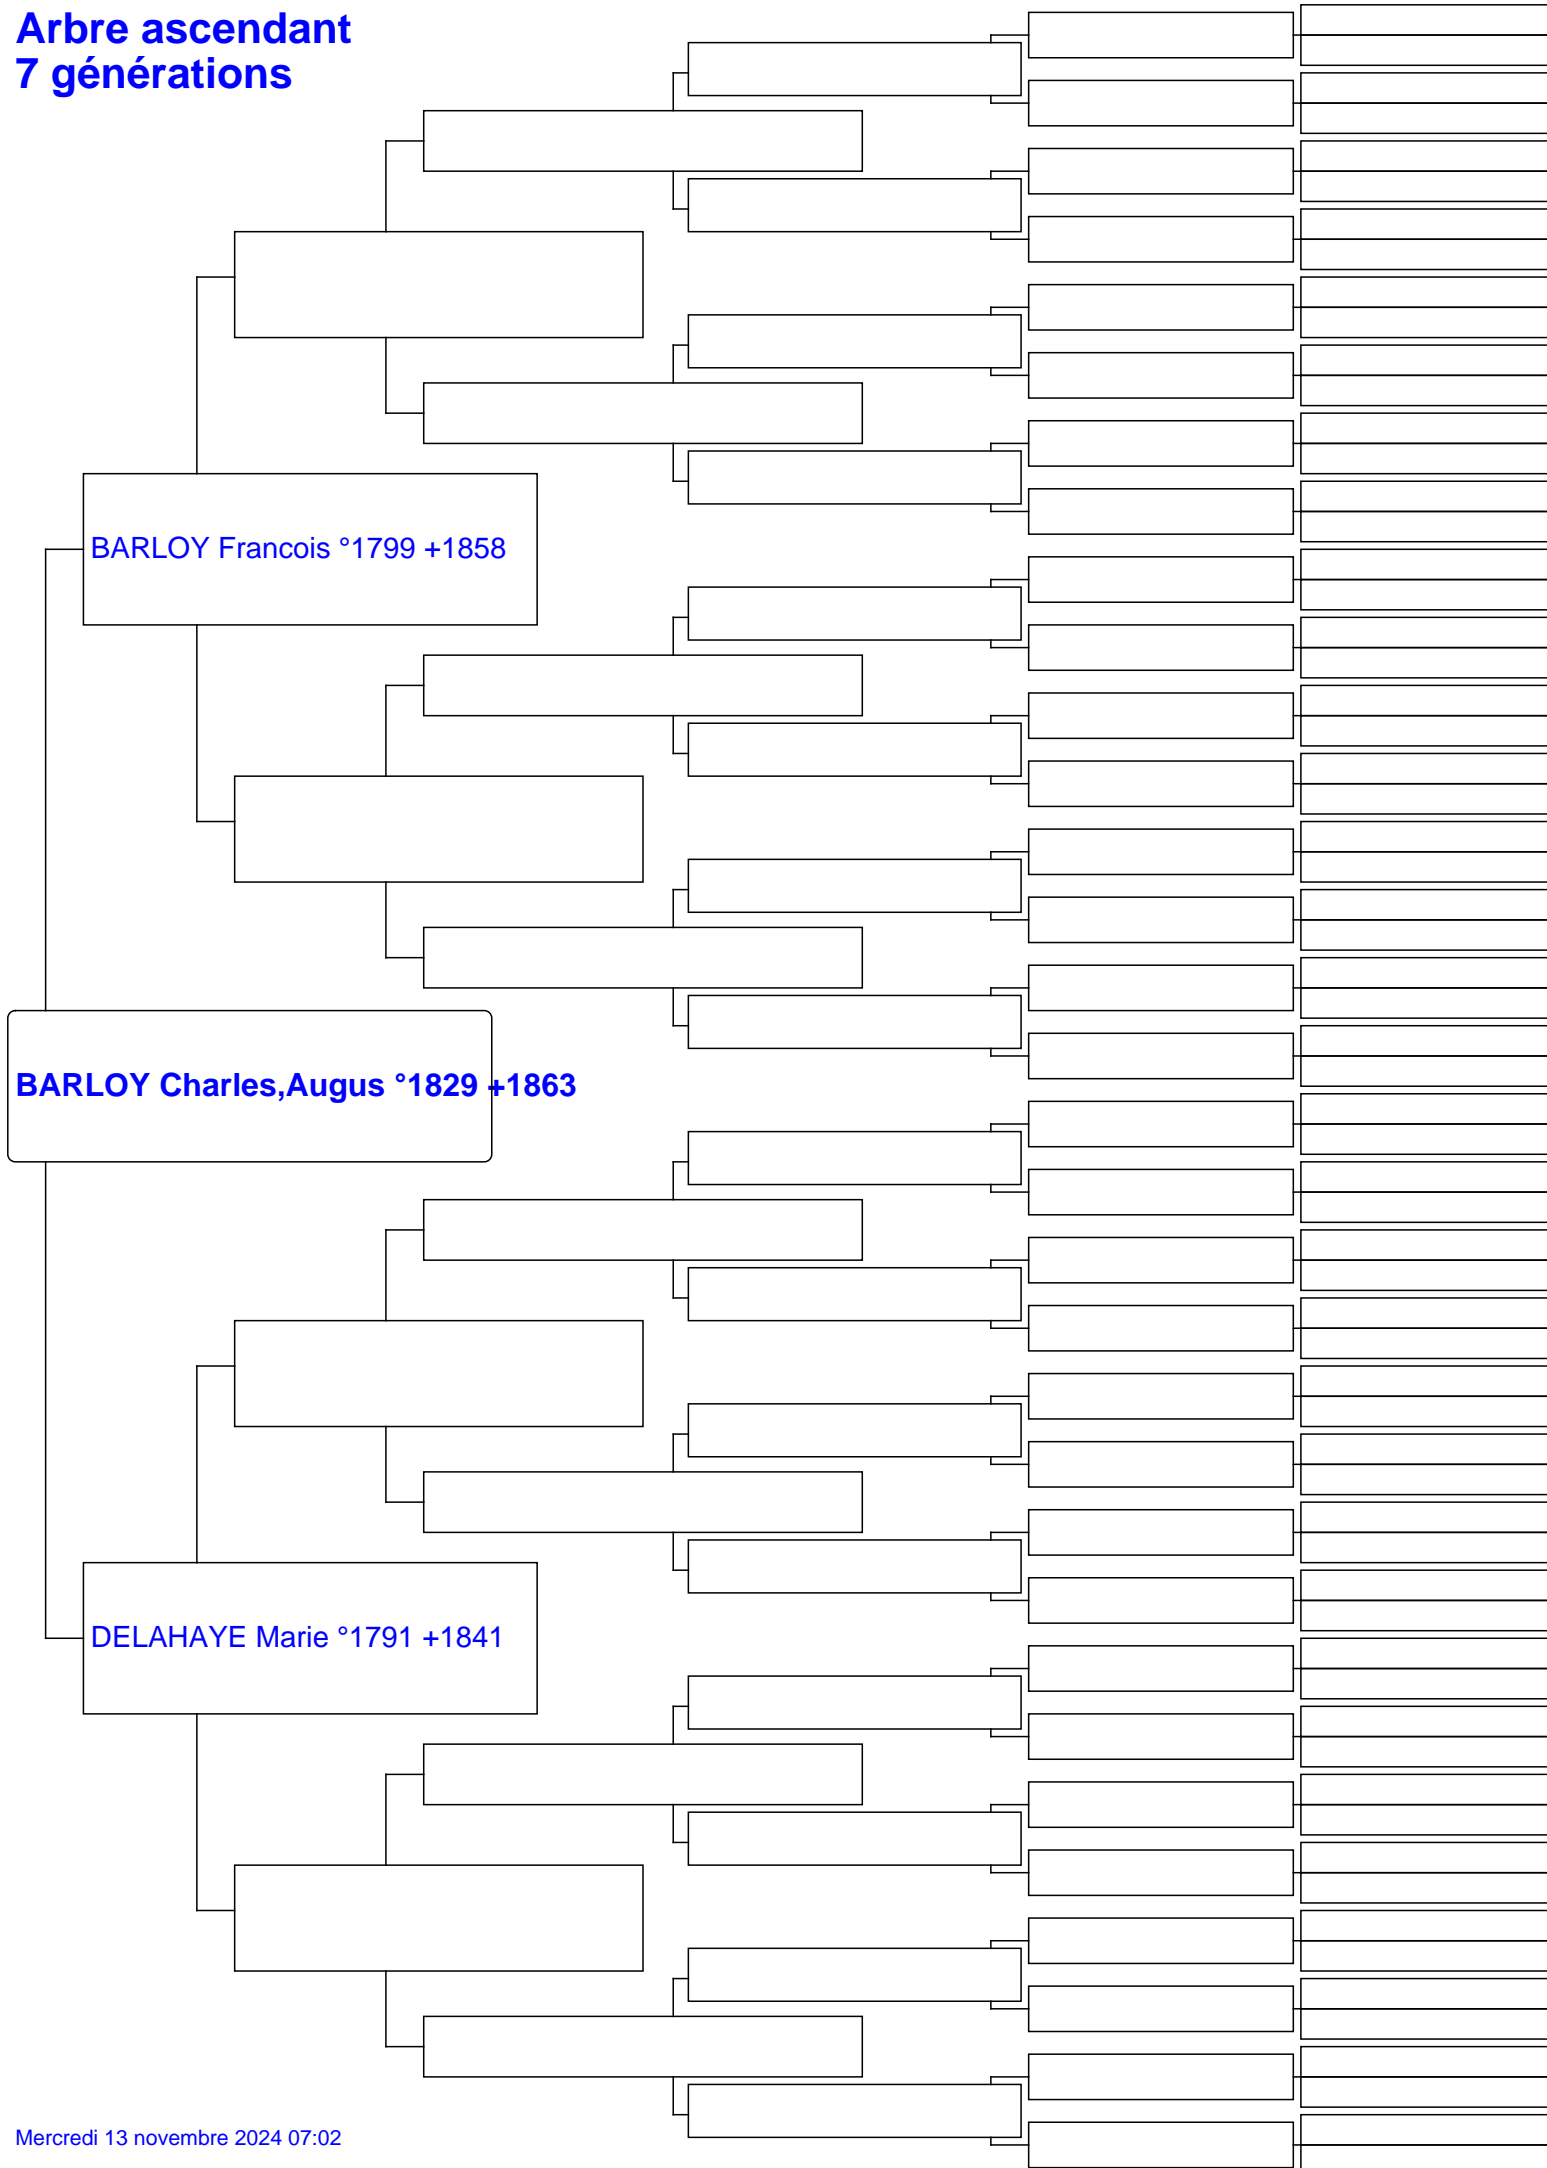 Arbre ascendant
7 générations
BARLOY Francois °1799 +1858
BARLOY Charles,Augus °1829 +1863
DELAHAYE Marie °1791 +1841
Mercredi 13 novembre 2024 07:02